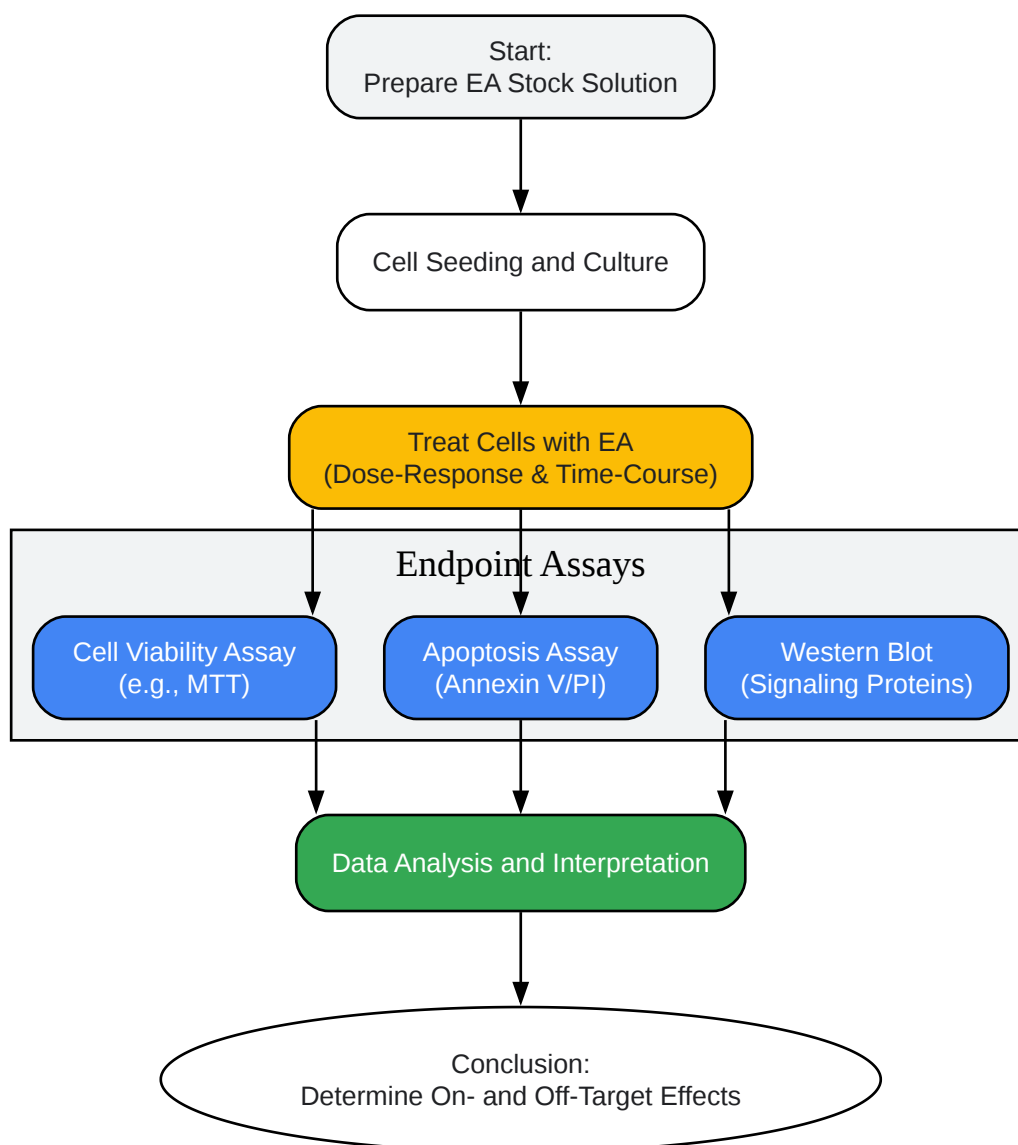 Start:
Prepare EA Stock Solution
Cell Seeding and Culture
Treat Cells with EA
(Dose-Response & Time-Course)
Endpoint Assays
Cell Viability Assay
(e.g., MTT)
Apoptosis Assay
(Annexin V/PI)
Western Blot
(Signaling Proteins)
Data Analysis and Interpretation
Conclusion:
Determine On- and Off-Target Effects